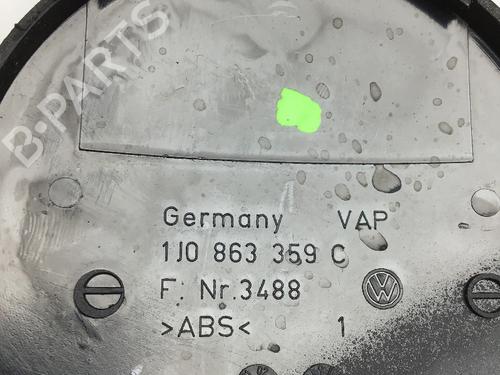 B-PARTS
Germany VAP
1J0 863 359 C
F. Nr.3488
>ABS< 1